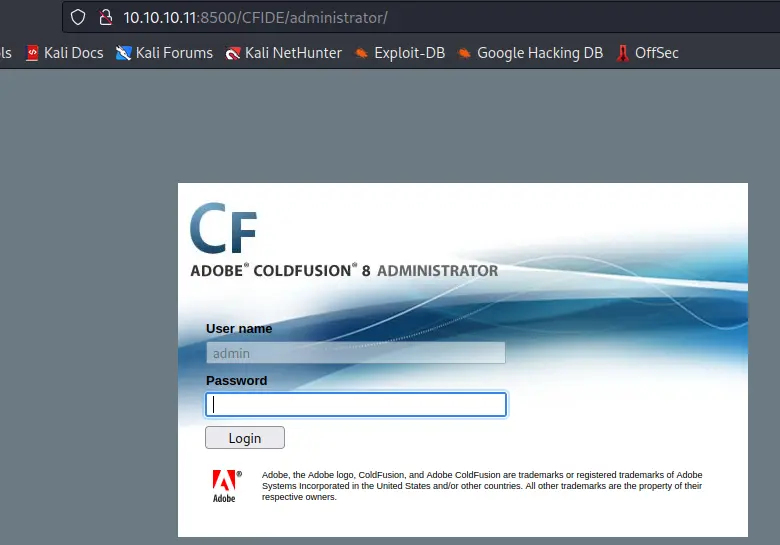 10.10.10.11:8500/CFIDE/administrator/
ls Kali Docs Kali Forums Kali NetHunter Exploit-DB Google Hacking DB OffSec
CF
ADOBE® COLDFUSION® 8 ADMINISTRATOR
User name
admin
Password
Login
Adobe, the Adobe logo, ColdFusion, and Adobe ColdFusion are trademarks or registered trademarks of Adobe
Systems Incorporated in the United States and/or other countries. All other trademarks are the property of their
respective owners.
®
Adobe